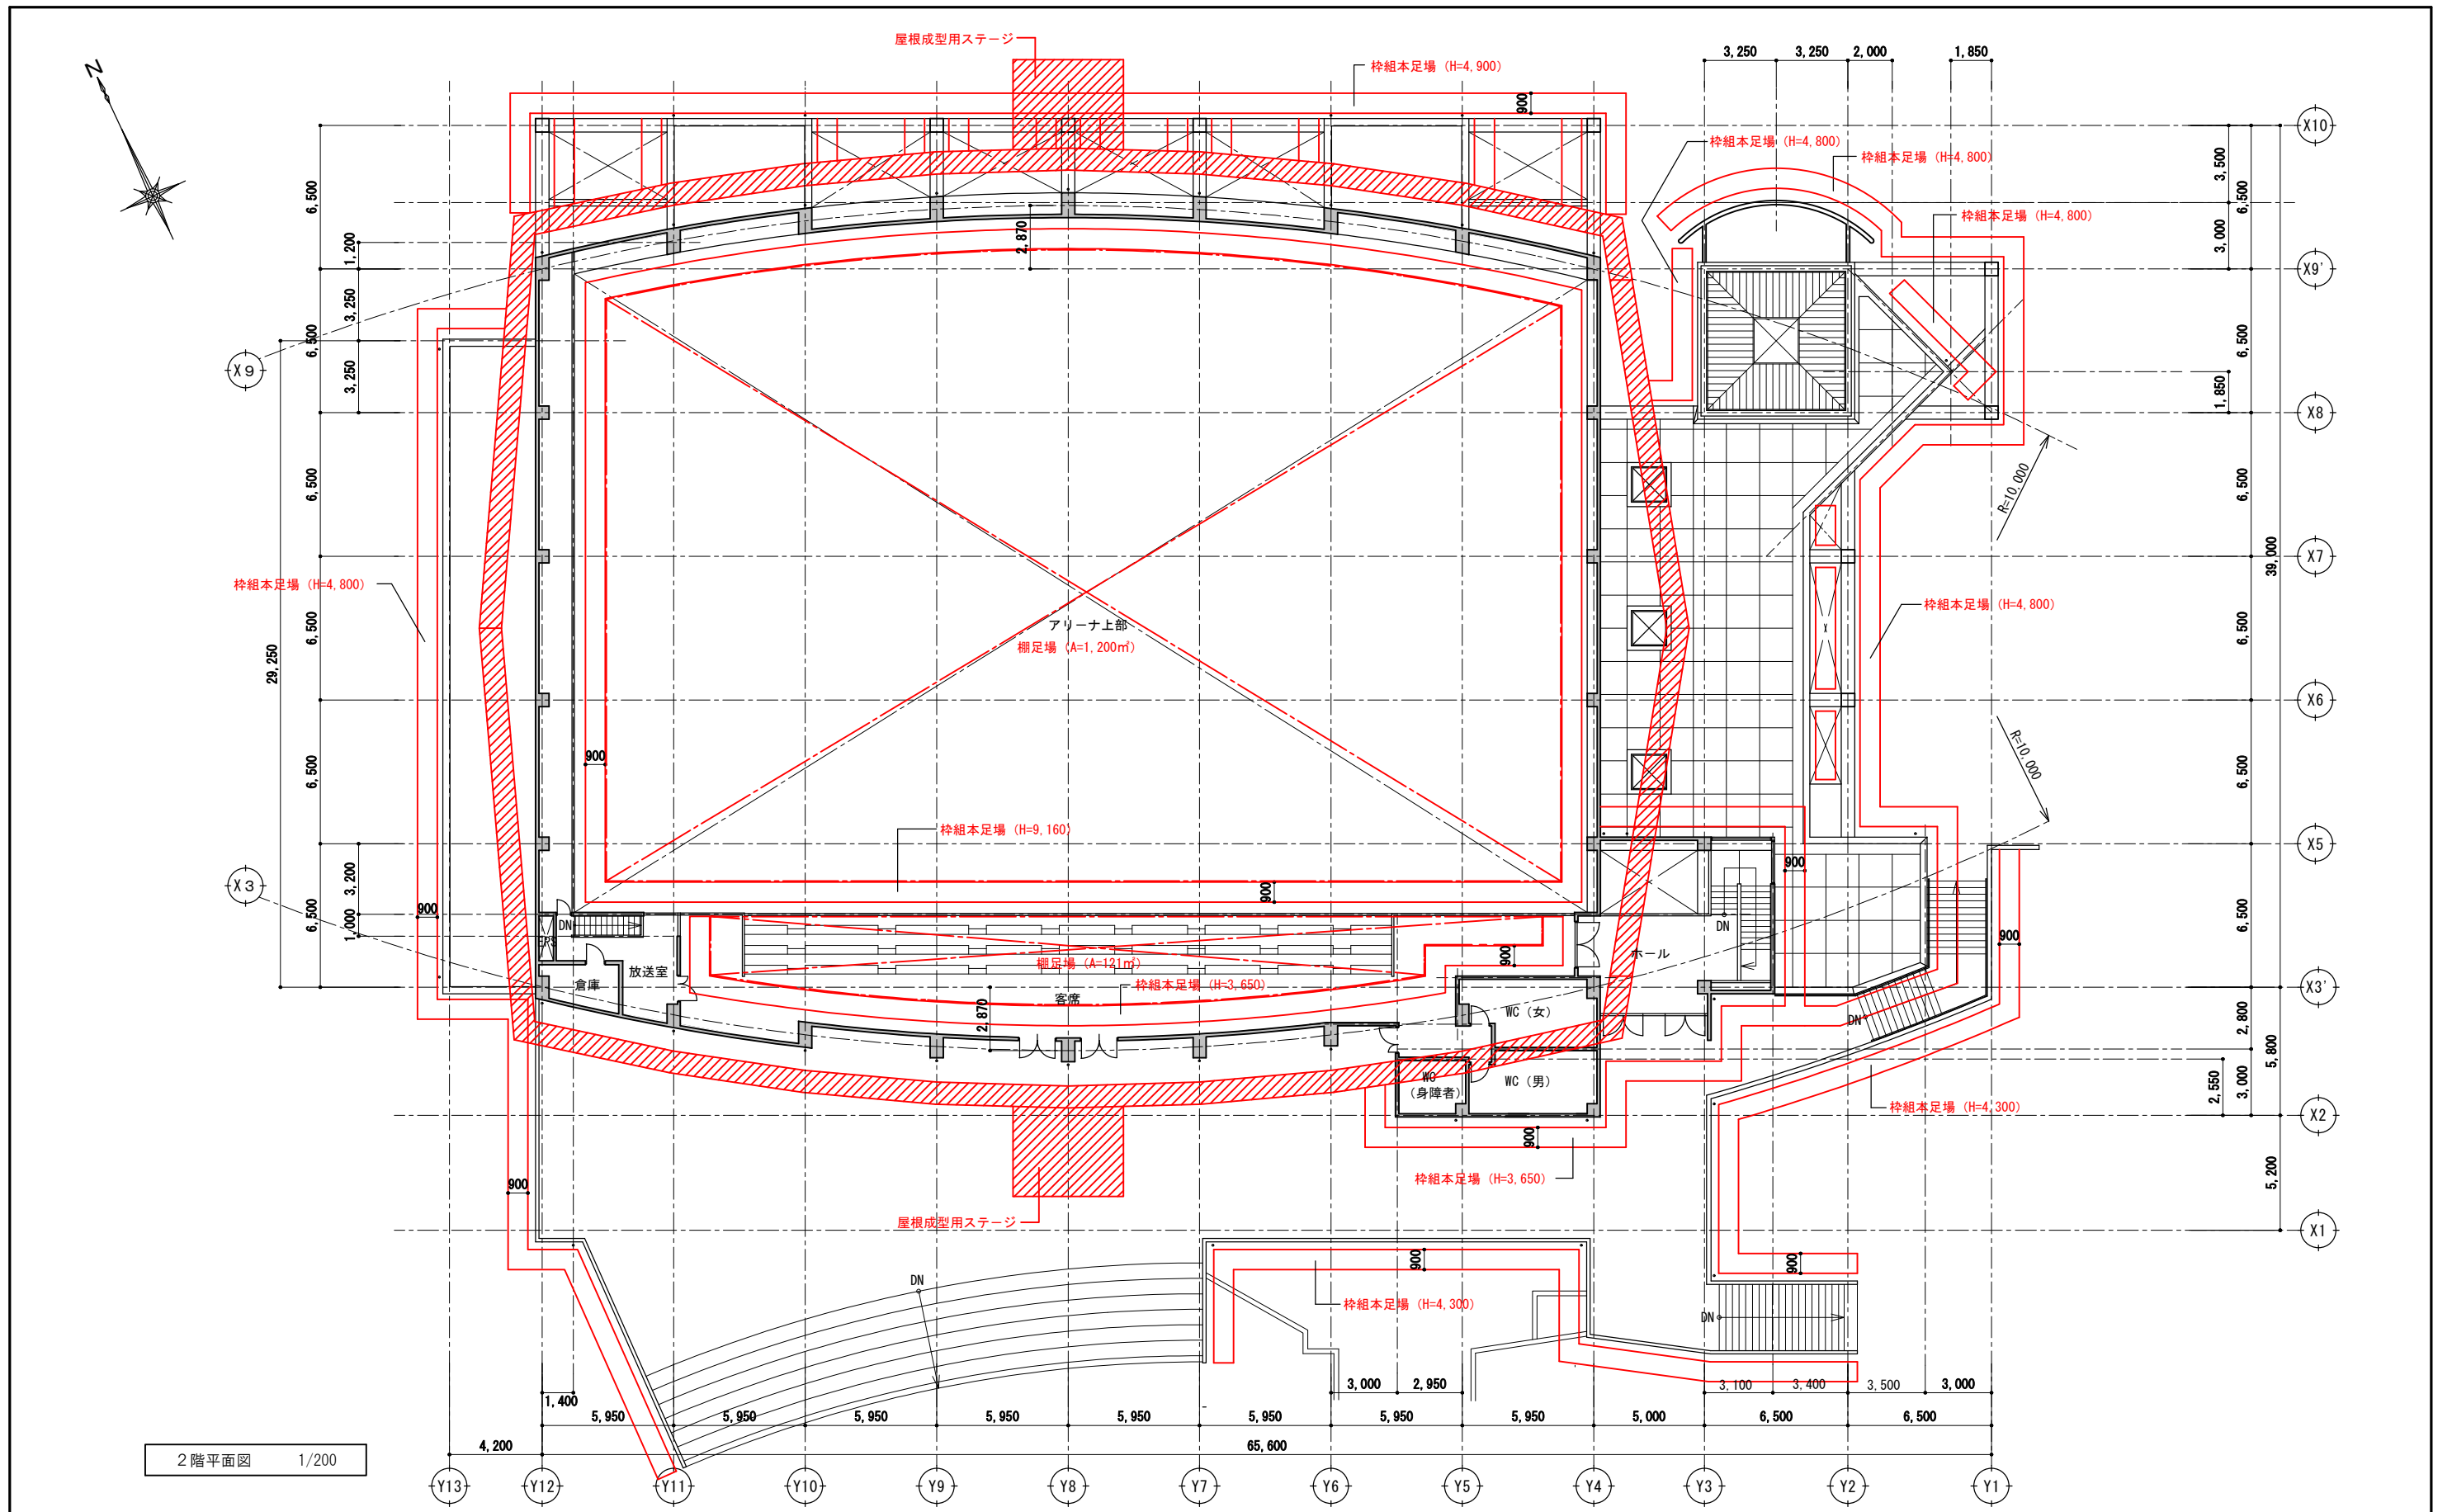 N
屋根成型用ステージ
枠組本足場 (H=4,900)
900
3,250
3,250
2,000
1,850
X10
枠組本足場 (H=4,800)
枠組本足場 (H=4,800)
枠組本足場 (H=4,800)
3,500
6,500
3,000
X9'
6,500
1,200
2,870
3,250
6,500
3,250
X9
6,500
1,850
X8
R=10,000
6,500
6,500
X7
39,000
枠組本足場 (H=4,800)
枠組本足場 (H=4,800)
アリーナ上部
棚足場 (A=1,200㎡)
6,500
6,500
29,250
X6
R=10,000
900
6,500
6,500
枠組本足場 (H=9,160)
X5
3,200
900
900
X3
6,500
1,000
900
DN
EPS
倉庫
放送室
棚足場 (A=121㎡)
客席
枠組本足場 (H=3,650)
900
ホール
DN
900
6,500
X3'
2,870
WC (女)
DN
2,800
5,800
WC
(身障者)
WC (男)
枠組本足場 (H=4,300)
2,550
3,000
X2
900
枠組本足場 (H=3,650)
900
屋根成型用ステージ
5,200
X1
900
900
DN
枠組本足場 (H=4,300)
DN
1,400
3,000
2,950
3,100
3,400
3,500
3,000
5,950
5,950
5,950
5,950
5,950
5,950
5,950
5,950
5,000
6,500
6,500
4,200
65,600
2階平面図 1/200
Y13
Y12
Y11
Y10
Y9
Y8
Y7
Y6
Y5
Y4
Y3
Y2
Y1